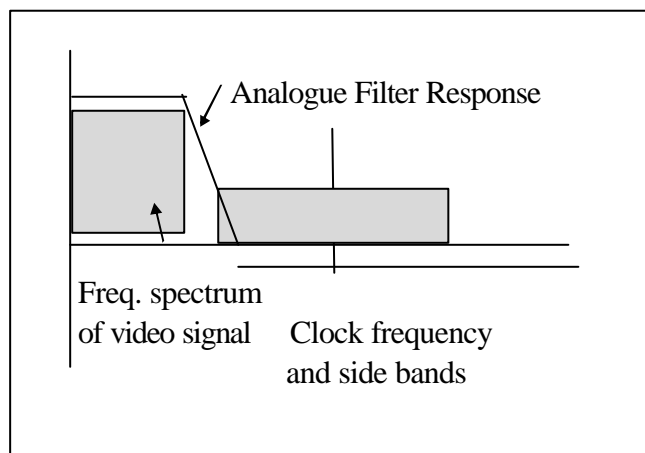 Analogue Filter Response
Freq. spectrum
of video signal
Clock frequency
and side bands